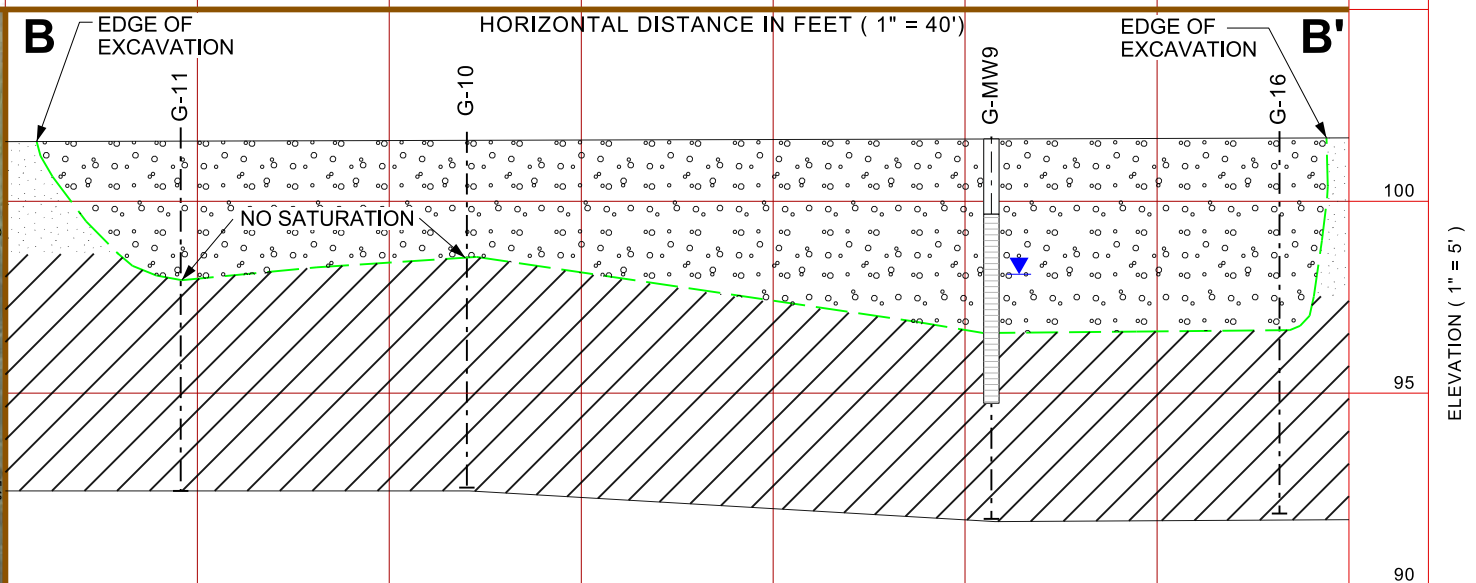 B
EDGE OF
EXCAVATION
HORIZONTAL DISTANCE IN FEET ( 1" = 40')
EDGE OF
EXCAVATION
B'
G-11
G-10
G-MW9
G-16
NO SATURATION
100
95
90
ELEVATION ( 1" = 5' )